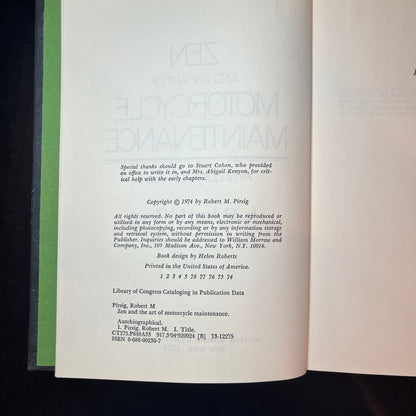 ZEN
AND THE ART OF
MOTORCYCLE
MAINTENANCE
Special thanks should go to Stuart Cohen, who provided
an office to write it in, and Mrs. Abigail Kenyon, for crit-
ical help with the early chapters.
Copyright © 1974 by Robert M. Pirsig
All rights reserved. No part of this book may be reproduced or
utilized in any form or by any means, electronic or mechanical,
including photocopying, recording or by any information storage
and retrieval system, without permission in writing from the
Publisher. Inquiries should be addressed to William Morrow and
Company, Inc., 105 Madison Ave., New York, N.Y. 10016.
Book design by Helen Roberts
Printed in the United States of America.
1 2 3 4 5 78 77 76 75 74
Library of Congress Cataloging in Publication Data
Pirsig, Robert M
Zen and the art of motorcycle maintenance.
Autobiographical.
1. Pirsig, Robert M. I. Title.
CT275.P648A33 917.3'04'920924 [B] 73-12275
ISBN 0-688-00230-7